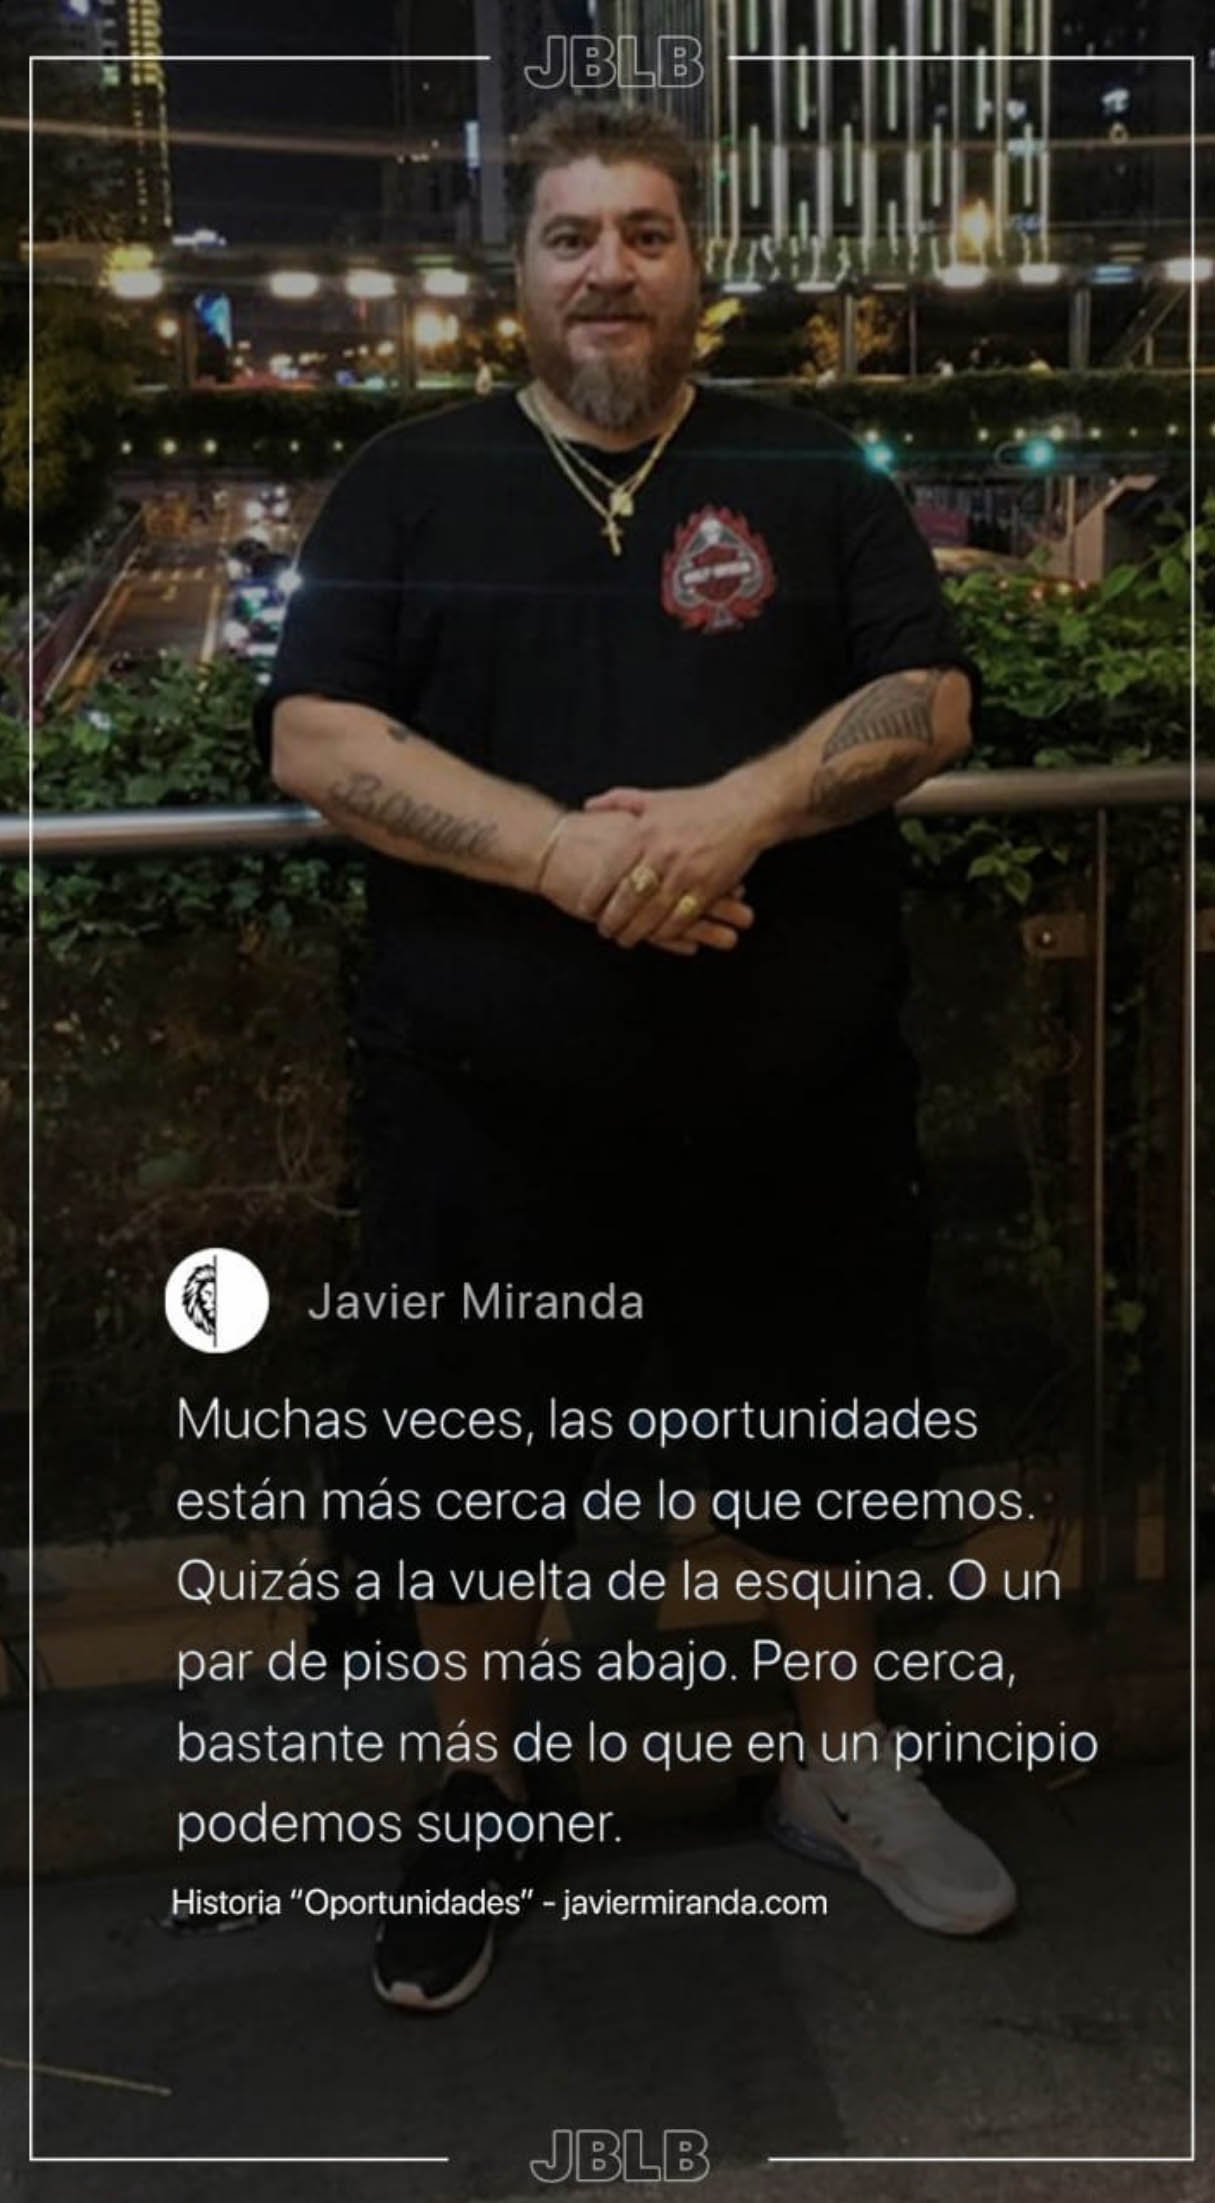 JBLB
Javier Miranda
Muchas veces, las oportunidades
están más cerca de lo que creemos.
Quizás a la vuelta de la esquina. O un
par de pisos más abajo. Pero cerca,
bastante más de lo que en un principio
podemos suponer.
Historia “Oportunidades” - javiermiranda.com
JBLB